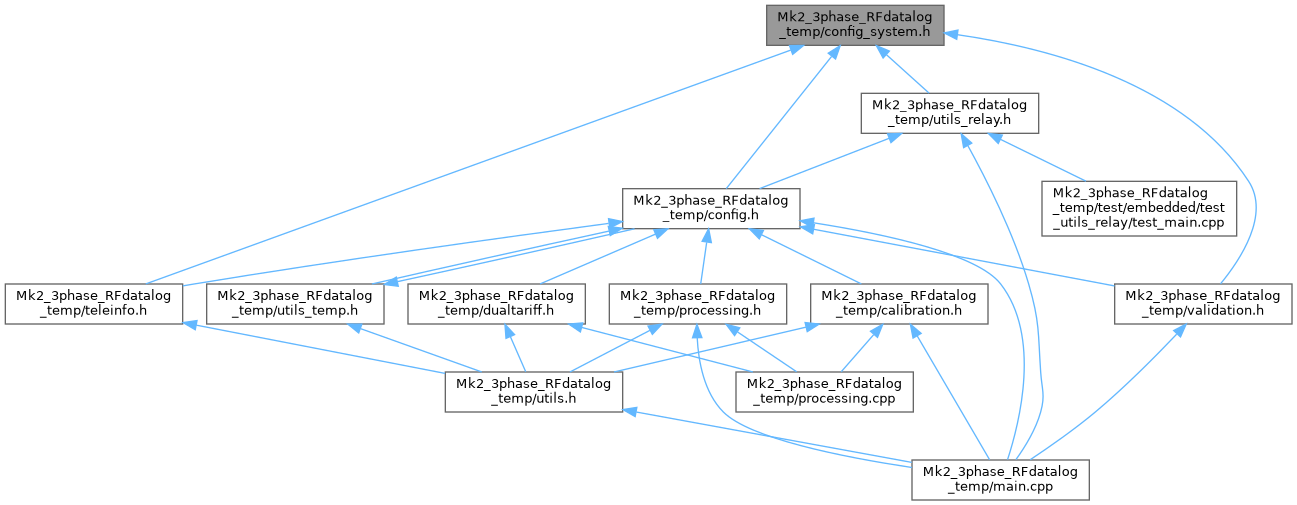 Mk2_3phase_RFdatalog
_temp/config_system.h
Mk2_3phase_RFdatalog
_temp/utils_relay.h
Mk2_3phase_RFdatalog
_temp/config.h
Mk2_3phase_RFdatalog
_temp/test/embedded/test
_utils_relay/test_main.cpp
Mk2_3phase_RFdatalog
_temp/teleinfo.h
Mk2_3phase_RFdatalog
_temp/utils_temp.h
Mk2_3phase_RFdatalog
_temp/dualtariff.h
Mk2_3phase_RFdatalog
_temp/processing.h
Mk2_3phase_RFdatalog
_temp/calibration.h
Mk2_3phase_RFdatalog
_temp/validation.h
Mk2_3phase_RFdatalog
_temp/utils.h
Mk2_3phase_RFdatalog
_temp/processing.cpp
Mk2_3phase_RFdatalog
_temp/main.cpp